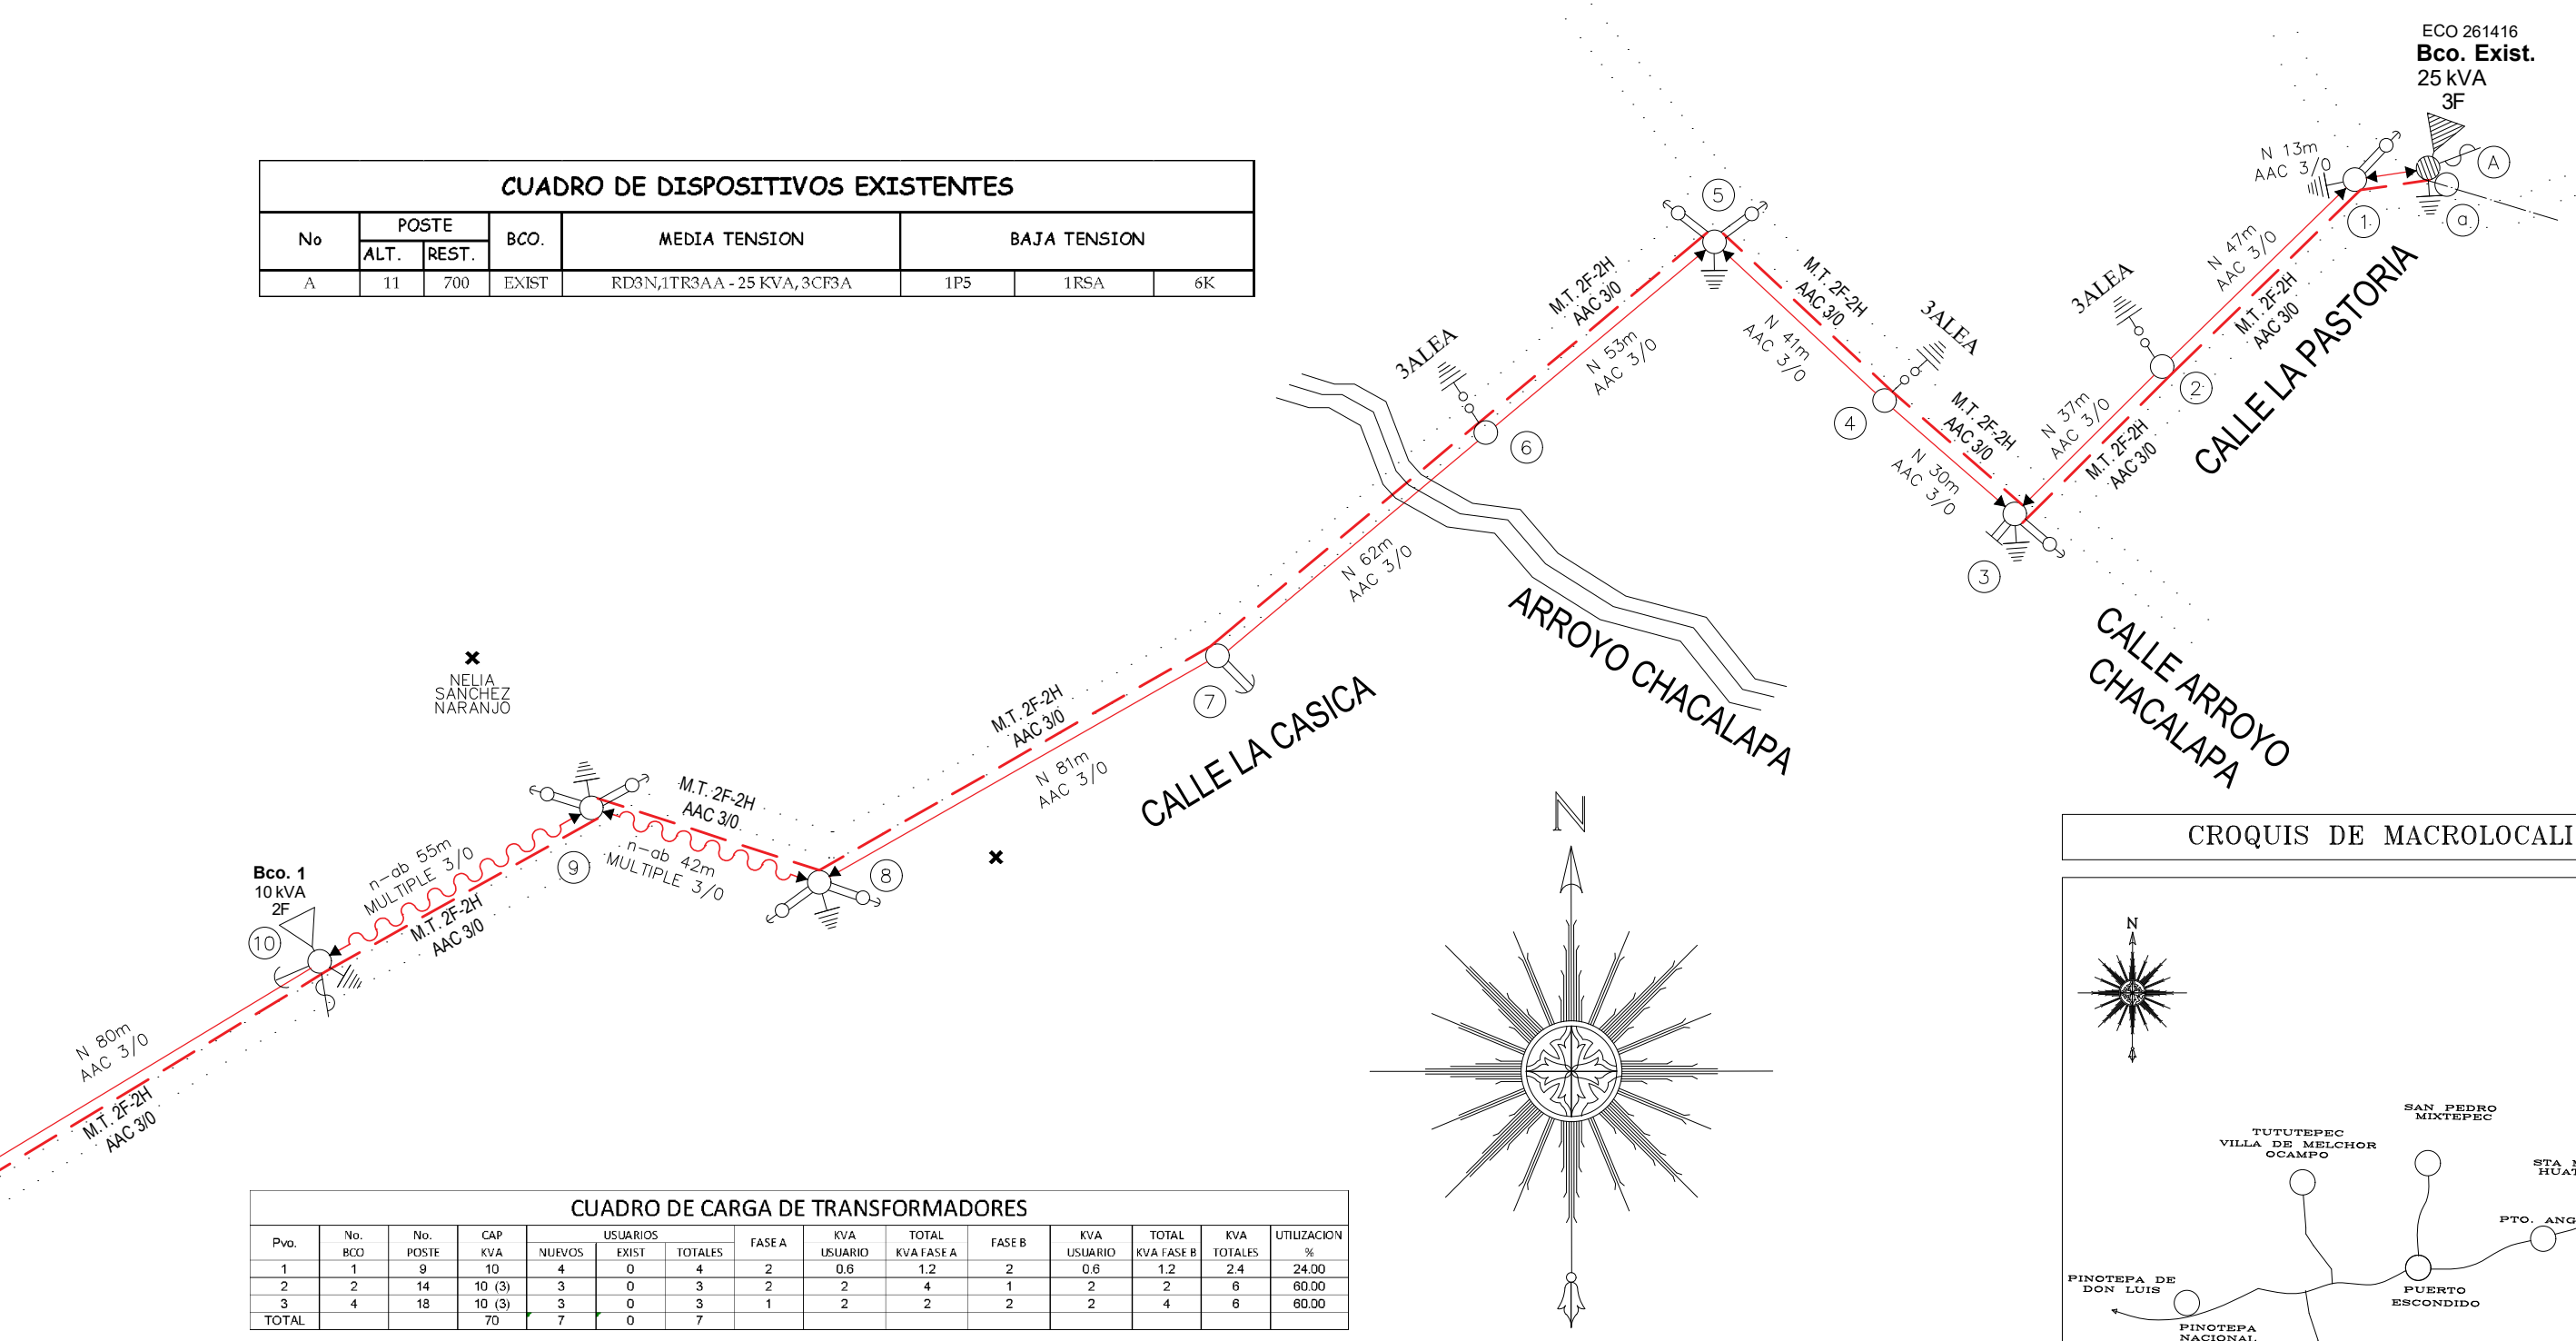 ECO 261416
Bco. Exist.
25 kVA
3F
CUADRO DE DISPOSITIVOS EXISTENTES
No POSTE BCO. MEDIA TENSION BAJA TENSION
ALT. REST.
A 11 700 EXIST RD3N,1TR3AA - 25 KVA, 3CF3A 1P5 1RSA 6K
N 13m
AAC 3/0
A
a
1
N 47m
AAC 3/0
M.T. 2F-2H
AAC 3/0
CALLE LA PASTORIA
3ALEA
2
N 37m
AAC 3/0
M.T. 2F-2H
AAC 3/0
3
M.T. 2F-2H
AAC 3/0
N 30m
AAC 3/0
3ALEA
4
M.T. 2F-2H
AAC 3/0
N 41m
AAC 3/0
5
M.T. 2F-2H
AAC 3/0
N 53m
AAC 3/0
3ALEA
6
N 62m
AAC 3/0
ARROYO CHACALAPA
CALLE ARROYO
CHACALAPA
7
CALLE LA CASICA
M.T. 2F-2H
AAC 3/0
N 81m
AAC 3/0
NELIA
SANCHEZ
NARANJO
8
M.T. 2F-2H
AAC 3/0
n-ab 42m
MULTIPLE 3/0
9
n-ab 55m
MULTIPLE 3/0
M.T. 2F-2H
AAC 3/0
Bco. 1
10 kVA
2F
10
N 80m
AAC 3/0
M.T. 2F-2H
AAC 3/0
N
CROQUIS DE MACROLOCALI
N
SAN PEDRO
MIXTEPEC
TUTUTEPEC
VILLA DE MELCHOR
OCAMPO
STA
HUA
PTO. ANG
PINOTEPA DE
DON LUIS
PUERTO
ESCONDIDO
PINOTEPA
NACIONAL
CUADRO DE CARGA DE TRANSFORMADORES
Pvo. No. No. CAP USUARIOS FASE A KVA TOTAL FASE B KVA TOTAL KVA UTILIZACION
BCO POSTE KVA NUEVOS EXIST TOTALES USUARIO KVA FASE A USUARIO KVA FASE B TOTALES %
1 1 9 10 4 0 4 2 0.6 1.2 2 0.6 1.2 2.4 24.00
2 2 14 10 (3) 3 0 3 2 2 4 1 2 2 6 60.00
3 4 18 10 (3) 3 0 3 1 2 2 2 2 4 6 60.00
TOTAL 70 7 0 7